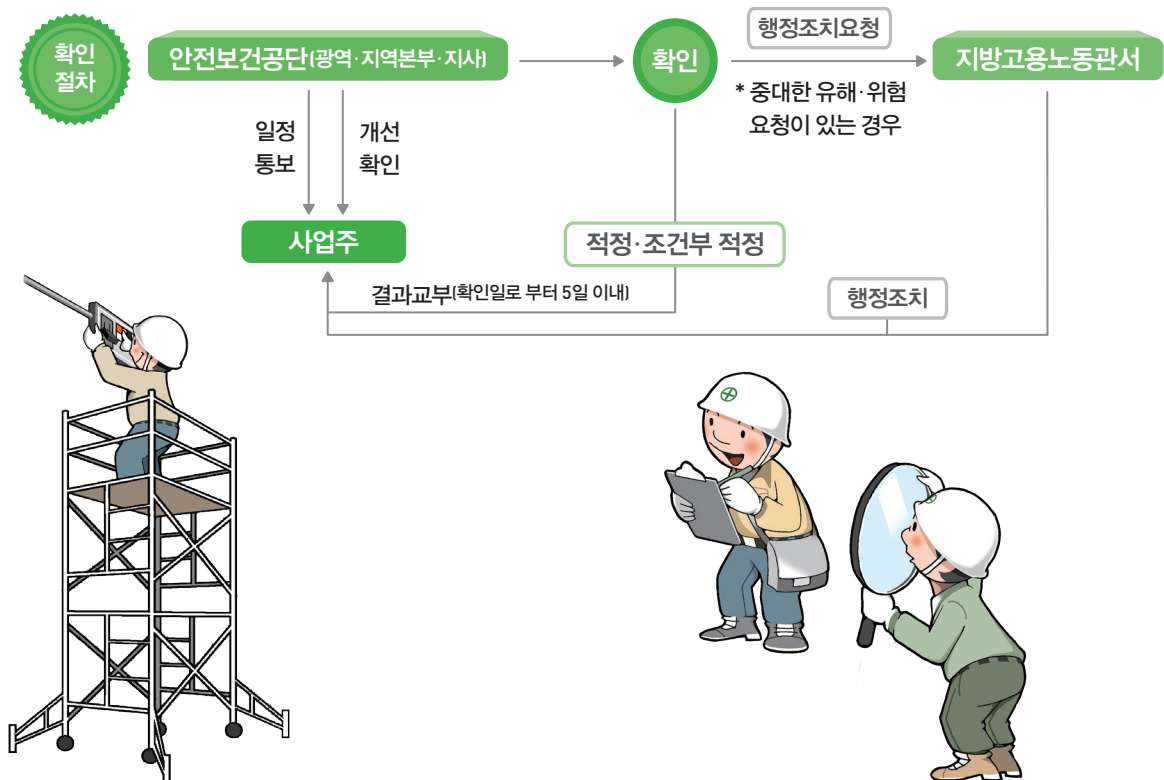 확인
절차
안전보건공단(광역·지역본부·지사)
확인
행정조치요청
* 중대한 유해·위험
요청이 있는 경우
지방고용노동관서
일정
통보
개선
확인
사업주
적정·조건부 적정
결과교부(확인일로 부터 5일 이내)
행정조치